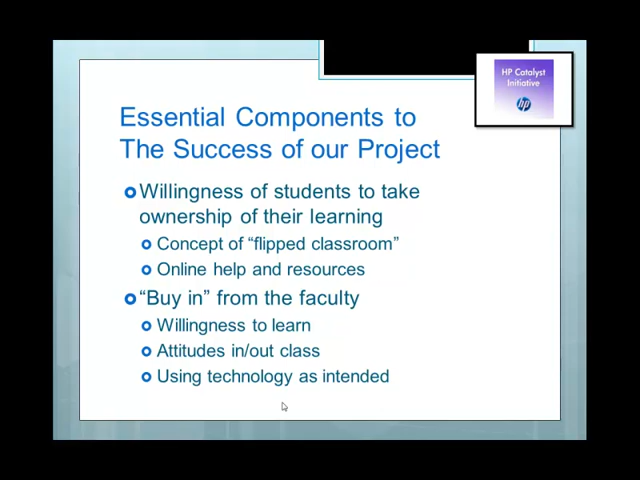 HP Catalyst
Initiative
hp
Essential Components to
The Success of our Project
Willingness of students to take
ownership of their learning
Concept of “flipped classroom”
Online help and resources
“Buy in” from the faculty
Willingness to learn
Attitudes in/out class
Using technology as intended